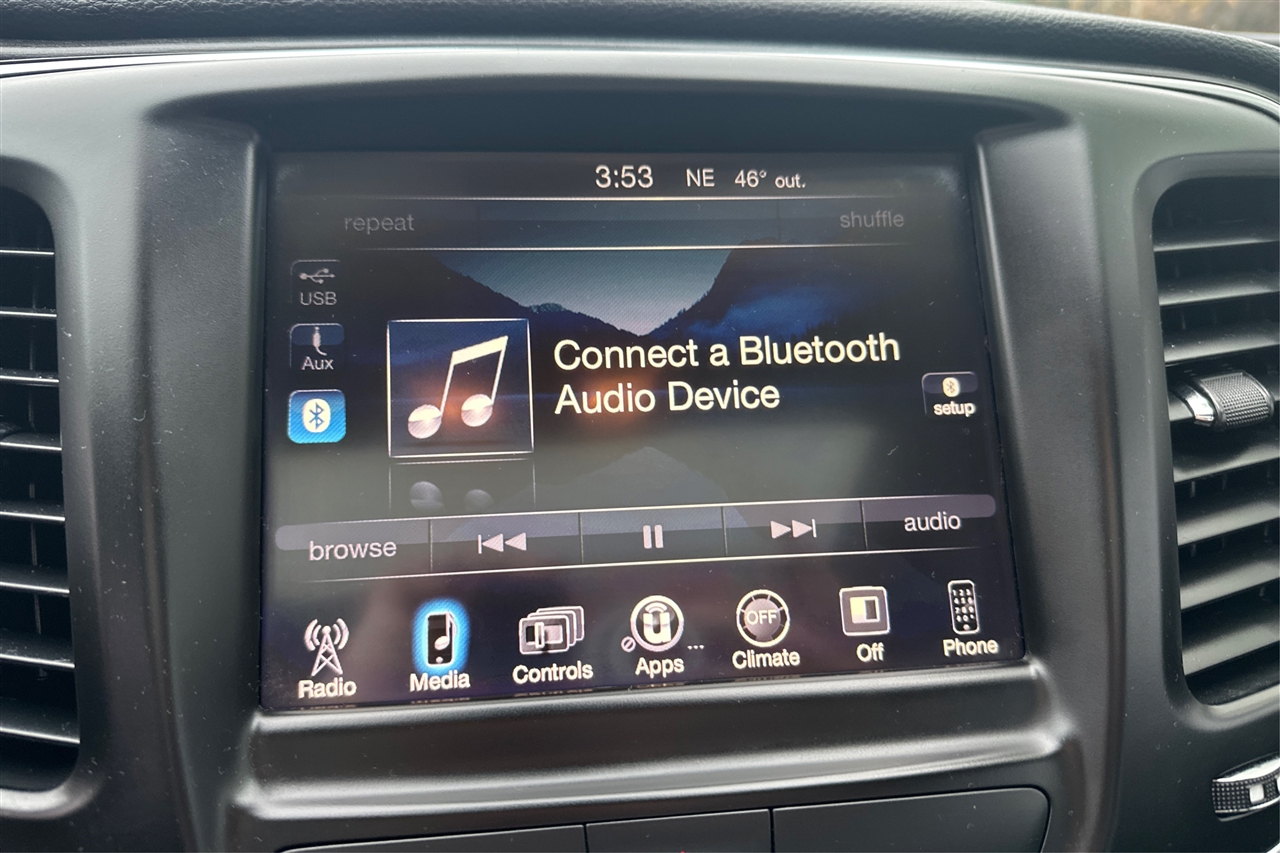 3:53 NE 46° out.
repeat shuffle
USB
Aux
Connect a Bluetooth
Audio Device
setup
browse audio
OFF
Radio Media Controls Apps ... Climate Off Phone